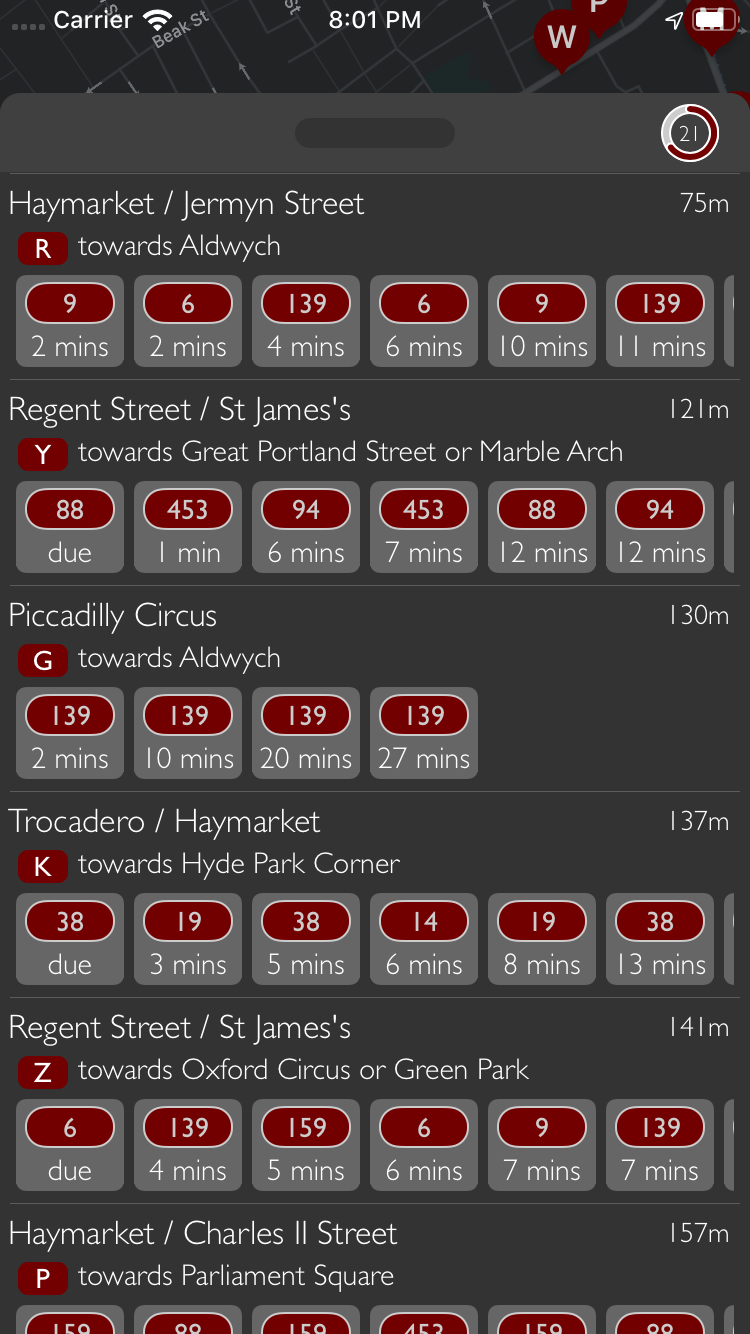 Carrier 8:01 PM
Beak St
St
W P
21
Haymarket / Jermyn Street 75m
R towards Aldwych
9 6 139 6 9 139
2 mins 2 mins 4 mins 6 mins 10 mins 11 mins
Regent Street / St James's 121m
Y towards Great Portland Street or Marble Arch
88 453 94 453 88 94
due 1 min 6 mins 7 mins 12 mins 12 mins
Piccadilly Circus 130m
G towards Aldwych
139 139 139 139
2 mins 10 mins 20 mins 27 mins
Trocadero / Haymarket 137m
K towards Hyde Park Corner
38 19 38 14 19 38
due 3 mins 5 mins 6 mins 8 mins 13 mins
Regent Street / St James's 141m
Z towards Oxford Circus or Green Park
6 139 159 6 9 139
due 4 mins 5 mins 6 mins 7 mins 7 mins
Haymarket / Charles II Street 157m
P towards Parliament Square
159 88 159 453 159 88